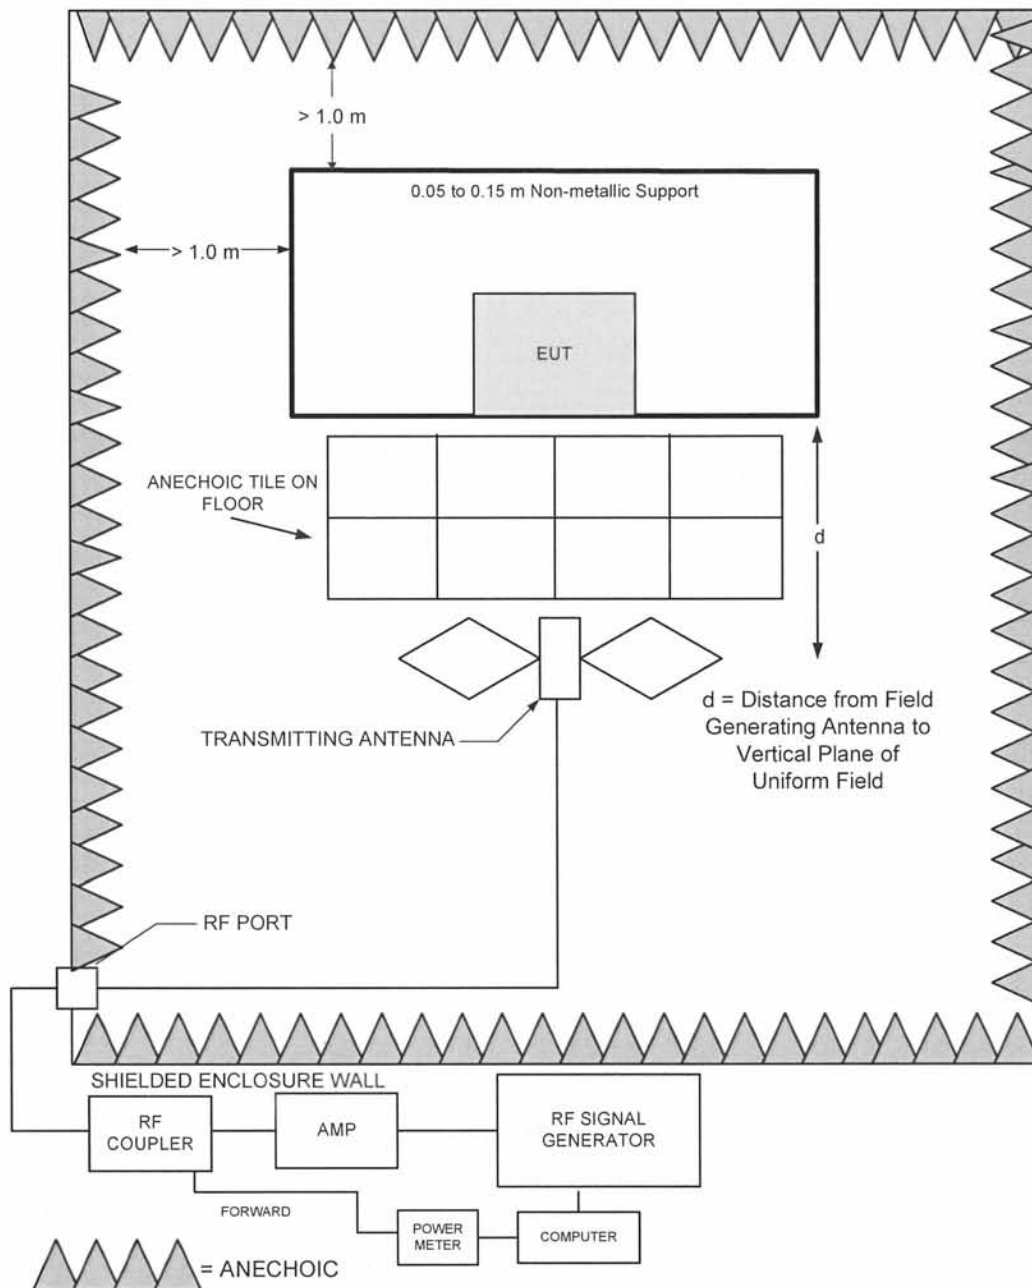 > 1.0 m
0.05 to 0.15 m Non-metallic Support
> 1.0 m
EUT
ANECHOIC TILE ON
FLOOR
d
TRANSMITTING ANTENNA
d = Distance from Field
Generating Antenna to
Vertical Plane of
Uniform Field
RF PORT
SHIELDED ENCLOSURE WALL
RF
COUPLER
AMP
RF SIGNAL
GENERATOR
FORWARD
POWER
METER
COMPUTER
= ANECHOIC